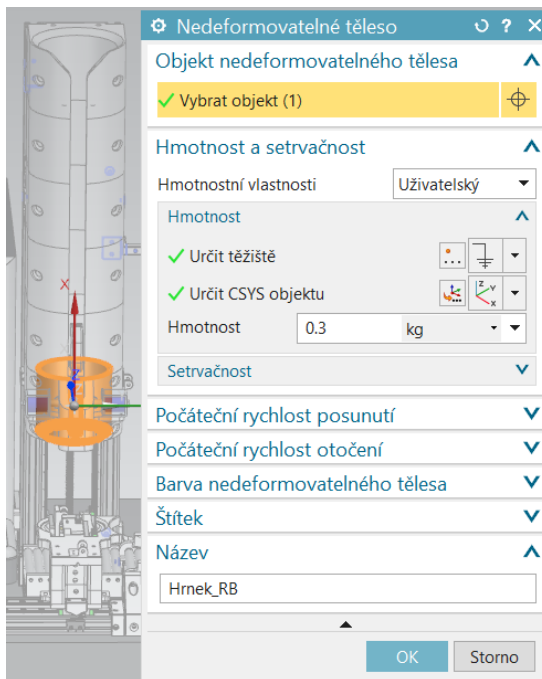 Nedeformovatelné těleso
Objekt nedeformovatelného tělesa
Vybrat objekt (1)
Hmotnost a setrvačnost
Hmotnostní vlastnosti Uživatelský
Hmotnost
Určit těžiště
Určit CSYS objektu
Hmotnost 0.3 kg
Setrvačnost
Počáteční rychlost posunutí
Počáteční rychlost otočení
Barva nedeformovatelného tělesa
Štítek
Název
Hrnek_RB
OK Storno
X
Z